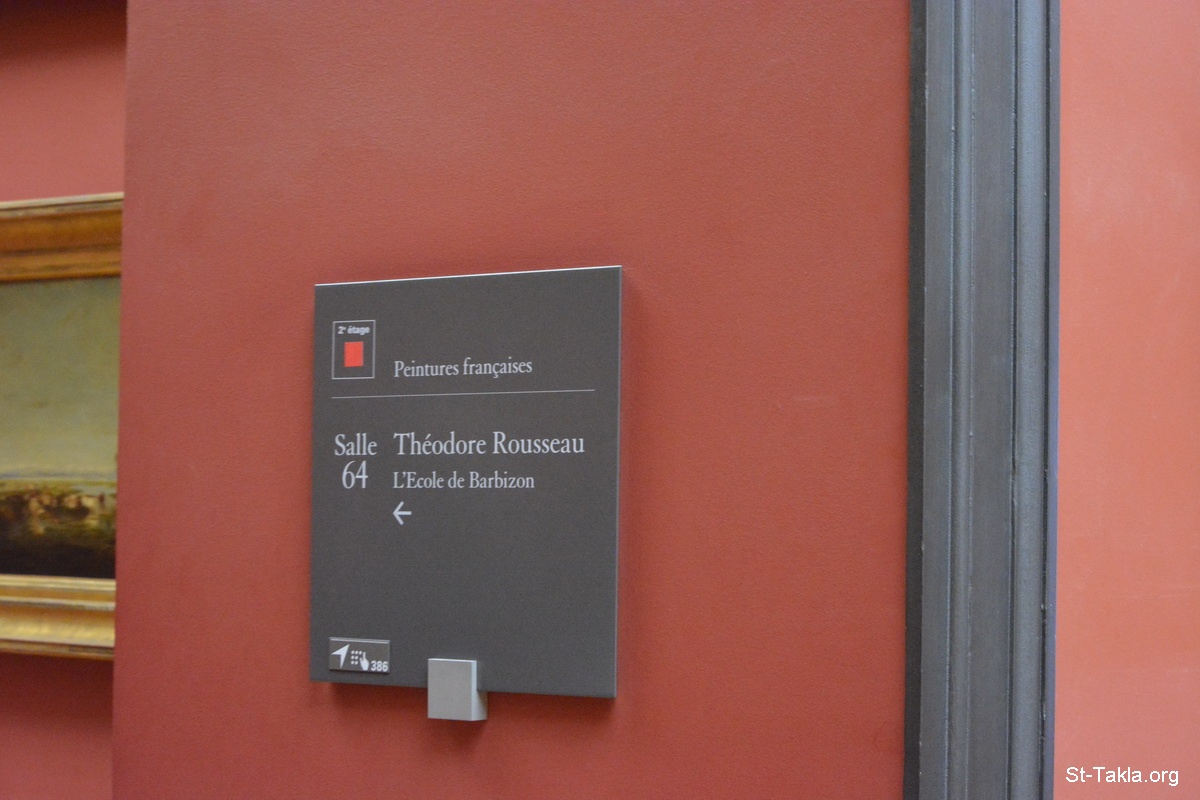 2e étage
Peintures françaises
Salle 64
Théodore Rousseau
L'Ecole de Barbizon
386
St-Takla.org